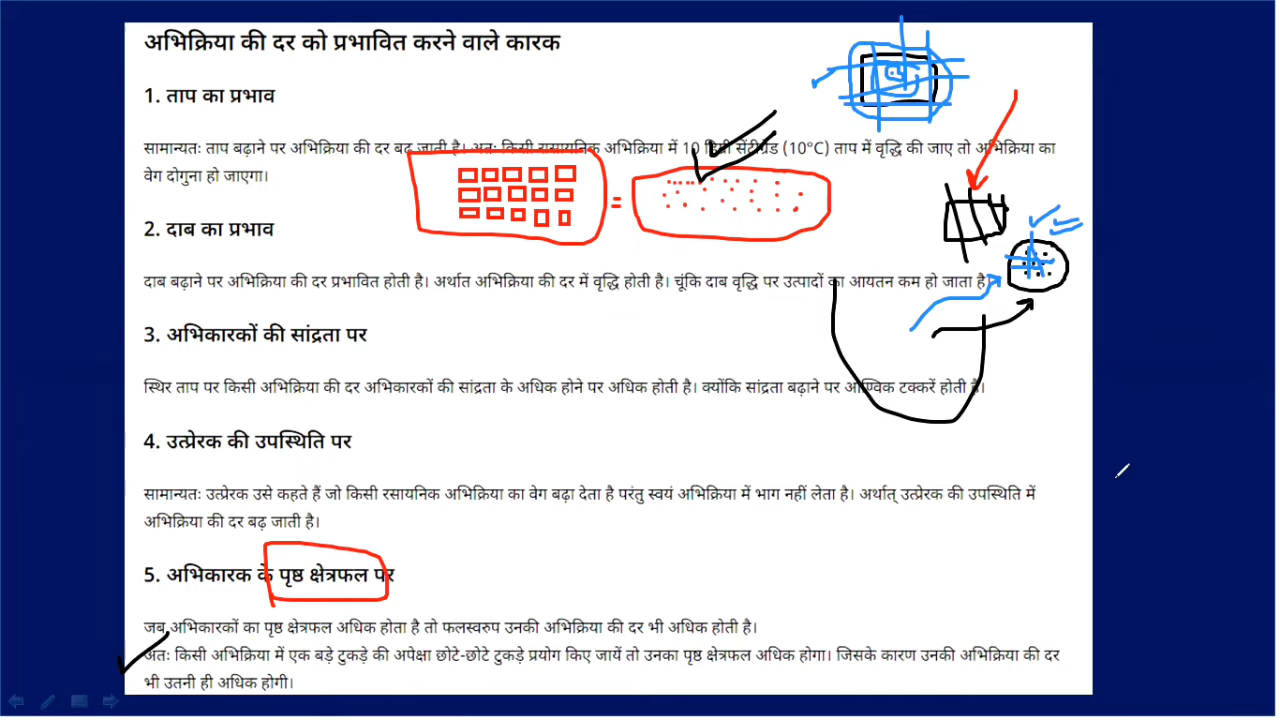 अभिक्रिया की दर को प्रभावित करने वाले कारक
1. ताप का प्रभाव
सामान्यतः ताप बढ़ाने पर अभिक्रिया की दर बढ़ जाती है। अतः किसी रासायनिक अभिक्रिया में 10 डिग्री सेंटीग्रेड (10°C) ताप में वृद्धि की जाए तो अभिक्रिया का
वेग दोगुना हो जाएगा।
2. दाब का प्रभाव
दाब बढ़ाने पर अभिक्रिया की दर प्रभावित होती है। अर्थात अभिक्रिया की दर में वृद्धि होती है। चूंकि दाब वृद्धि पर उत्पादों का आयतन कम हो जाता है।
3. अभिकारकों की सांद्रता पर
स्थिर ताप पर किसी अभिक्रिया की दर अभिकारकों की सांद्रता के अधिक होने पर अधिक होती है। क्योंकि सांद्रता बढ़ाने पर आण्विक टक्करें होती है।
4. उत्प्रेरक की उपस्थिति पर
सामान्यतः उत्प्रेरक उसे कहते हैं जो किसी रसायनिक अभिक्रिया का वेग बढ़ा देता है परंतु स्वयं अभिक्रिया में भाग नहीं लेता है। अर्थात् उत्प्रेरक की उपस्थिति में
अभिक्रिया की दर बढ़ जाती है।
5. अभिकारक के पृष्ठ क्षेत्रफल पर
जब अभिकारकों का पृष्ठ क्षेत्रफल अधिक होता है तो फलस्वरुप उनकी अभिक्रिया की दर भी अधिक होती है।
अतः किसी अभिक्रिया में एक बड़े टुकड़े की अपेक्षा छोटे-छोटे टुकड़े प्रयोग किए जायें तो उनका पृष्ठ क्षेत्रफल अधिक होगा। जिसके कारण उनकी अभिक्रिया की दर
भी उतनी ही अधिक होगी।